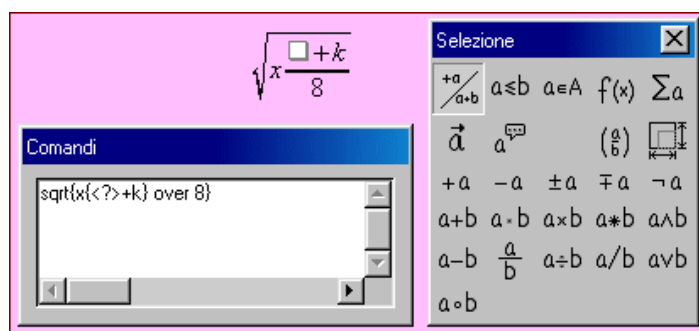 √x □+k
8
Comandi
sqrt{x{<?>+k} over 8}
Selezione
+a/a+b a≤b a∈A f(x) Σa
a⃗ a (a/b)
+a −a ±a ∓a ¬a
a+b a·b a×b a∗b a∧b
a−b a/b a÷b a/b a∨b
a∘b